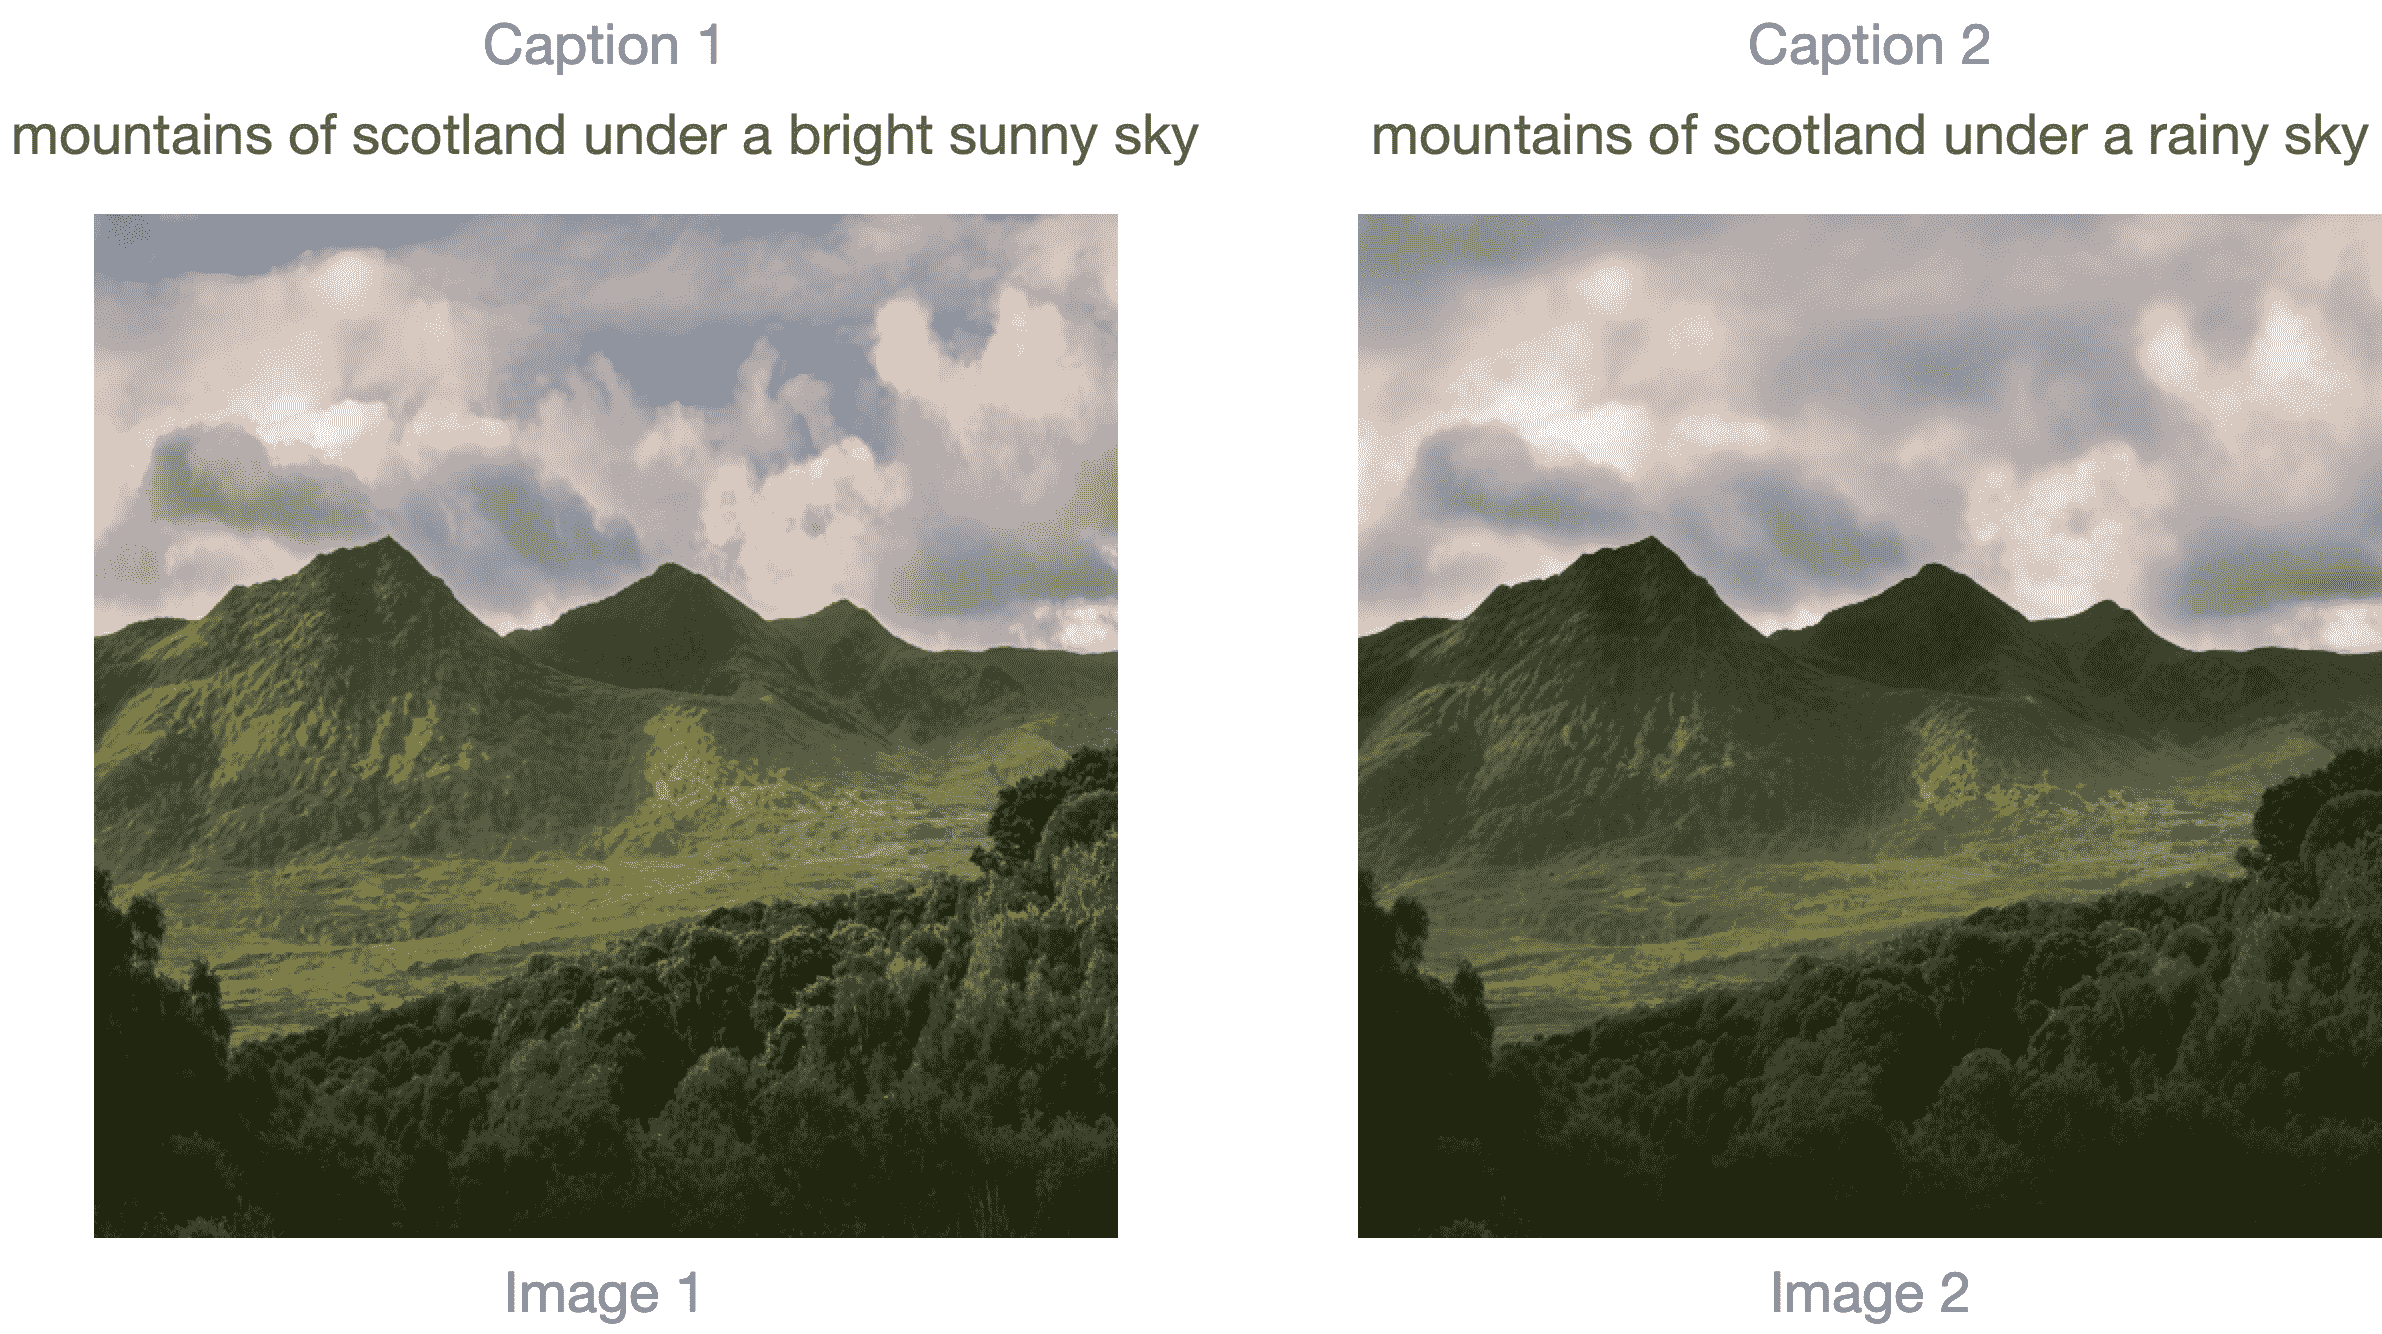 Caption 1
mountains of scotland under a bright sunny sky
Image 1
Caption 2
mountains of scotland under a rainy sky
Image 2